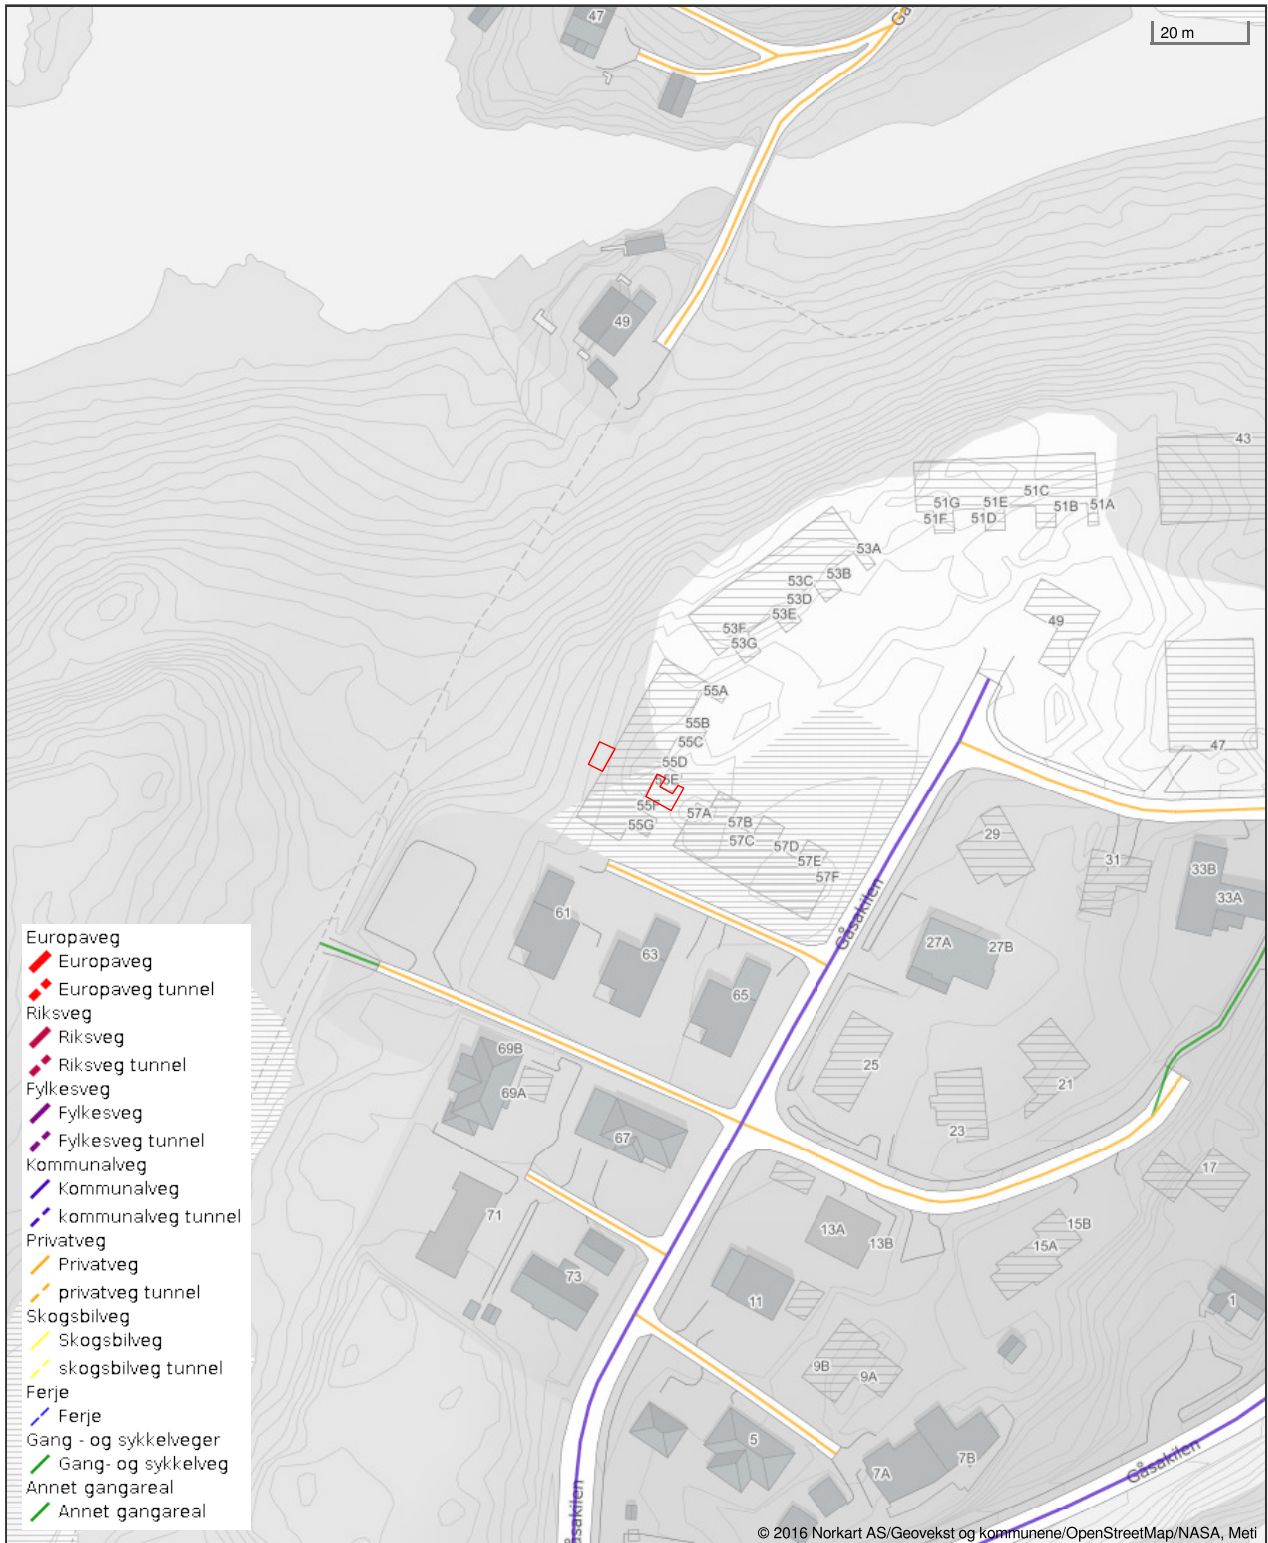 47
Gå
20 m
49
43
51C
51G
51E
51B
51A
51F
51D
53A
53B
53C
53D
53E
53F
53G
49
55A
55B
55C
47
55D
55E
55F
57A
55G
57B
57C
57D
57E
57F
29
31
33B
33A
Gåsakilen
61
27A
27B
63
65
69B
69A
25
21
23
67
17
71
13A
13B
15B
15A
73
11
1
9B
9A
5
7B
7A
Gåsakilen
åsakilen
Europaveg
Europaveg
Europaveg tunnel
Riksveg
Riksveg
Riksveg tunnel
Fylkesveg
Fylkesveg
Fylkesveg tunnel
Kommunalveg
Kommunalveg
kommunalveg tunnel
Privatveg
Privatveg
privatveg tunnel
Skogsbilveg
Skogsbilveg
skogsbilveg tunnel
Ferje
Ferje
Gang - og sykkelveger
Gang- og sykkelveg
Annet gangareal
Annet gangareal
© 2016 Norkart AS/Geovekst og kommunene/OpenStreetMap/NASA, Meti